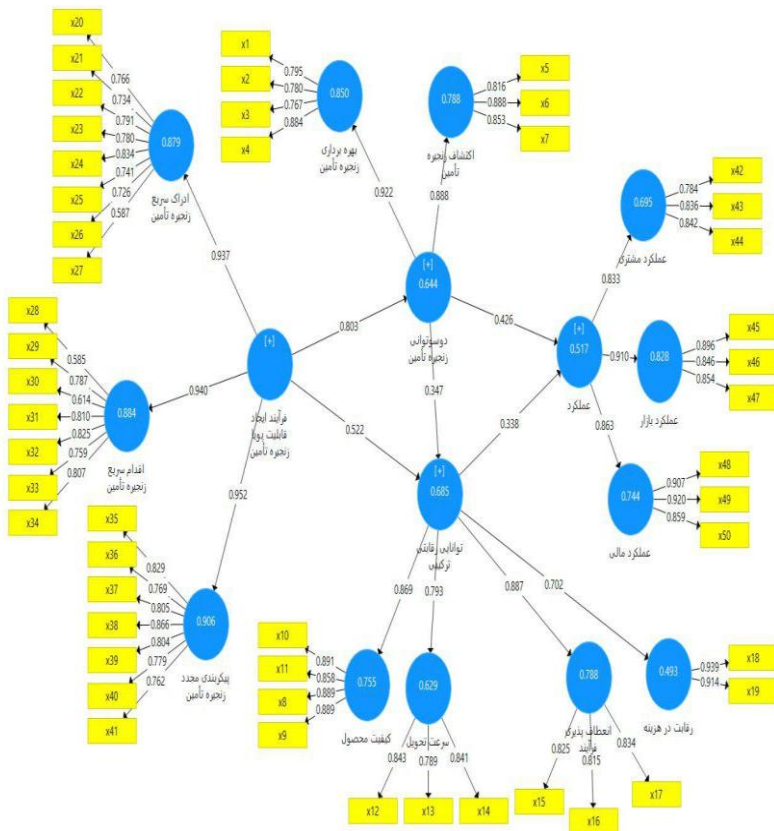 x20
x21
x22
x23
x24
x25
x26
x27
0.766
0.734
0.791
0.780
0.834
0.741
0.726
0.587
0.879
ادراک سریع
زنجیره تأمین
x1
x2
x3
x4
0.795
0.780
0.767
0.884
0.850
بهره برداری
زنجیره تأمین
0.788
اکتشاف زنجیره
تأمین
0.816
0.888
0.853
x5
x6
x7
0.937
0.922
0.888
[+]
0.644
دوسوتوانی
زنجیره تأمین
0.803
0.426
0.347
[+]
0.517
عملکرد
0.833
0.910
0.863
0.695
عملکرد مشتری
0.784
0.836
0.842
x42
x43
x44
0.828
عملکرد بازار
0.896
0.846
0.854
x45
x46
x47
0.744
عملکرد مالی
0.907
0.920
0.859
x48
x49
x50
[+]
فرآیند ایجاد
قابلیت پویا
زنجیره تأمین
0.940
0.522
0.338
0.952
x28
x29
x30
x31
x32
x33
x34
0.585
0.787
0.614
0.810
0.825
0.759
0.807
0.884
اقدام سریع
زنجیره تأمین
[+]
0.685
توانایی رقابتی
ترکیبی
x35
x36
x37
x38
x39
x40
x41
0.829
0.769
0.805
0.866
0.804
0.779
0.762
0.906
پیکربندی مجدد
زنجیره تأمین
0.869
0.793
0.887
0.702
x10
x11
x8
x9
0.891
0.858
0.889
0.889
0.755
کیفیت محصول
0.629
سرعت تحویل
0.843
0.789
0.841
x12
x13
x14
0.788
انعطاف پذیری
فرآیند
0.825
0.815
0.834
x15
x16
x17
0.493
رقابت در هزینه
0.939
0.914
x18
x19